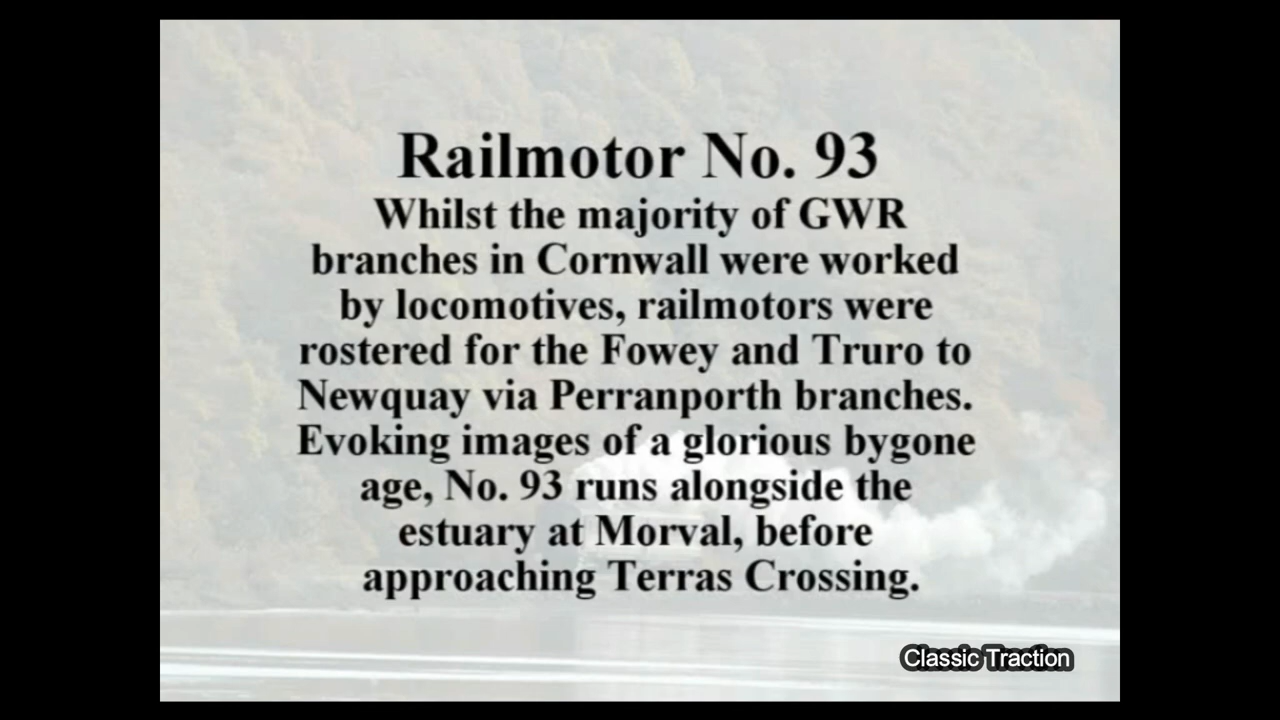 Railmotor No. 93
Whilst the majority of GWR
branches in Cornwall were worked
by locomotives, railmotors were
rostered for the Fowey and Truro to
Newquay via Perranporth branches.
Evoking images of a glorious bygone
age, No. 93 runs alongside the
estuary at Morval, before
approaching Terras Crossing.
Classic Traction